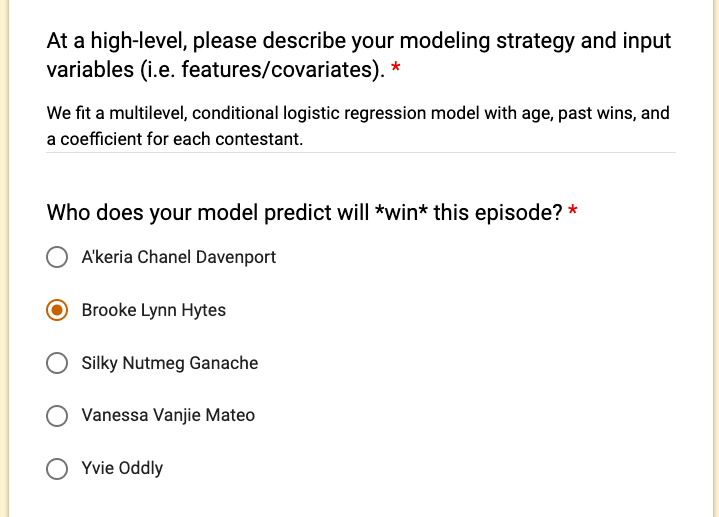 At a high-level, please describe your modeling strategy and input
variables (i.e. features/covariates). *
We fit a multilevel, conditional logistic regression model with age, past wins, and
a coefficient for each contestant.
Who does your model predict will *win* this episode? *
A'keria Chanel Davenport
Brooke Lynn Hytes
Silky Nutmeg Ganache
Vanessa Vanjie Mateo
Yvie Oddly